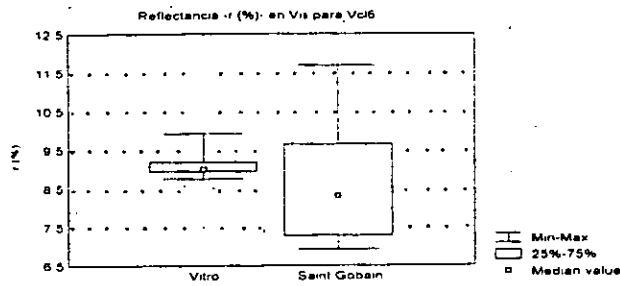 Reflectancia -r (%)- en Vis para Vcl6
12.5
11.5
10.5
9.5
8.5
7.5
6.5
r (%)
Vitro
Saint Gobain
Min-Max
25%-75%
Median value